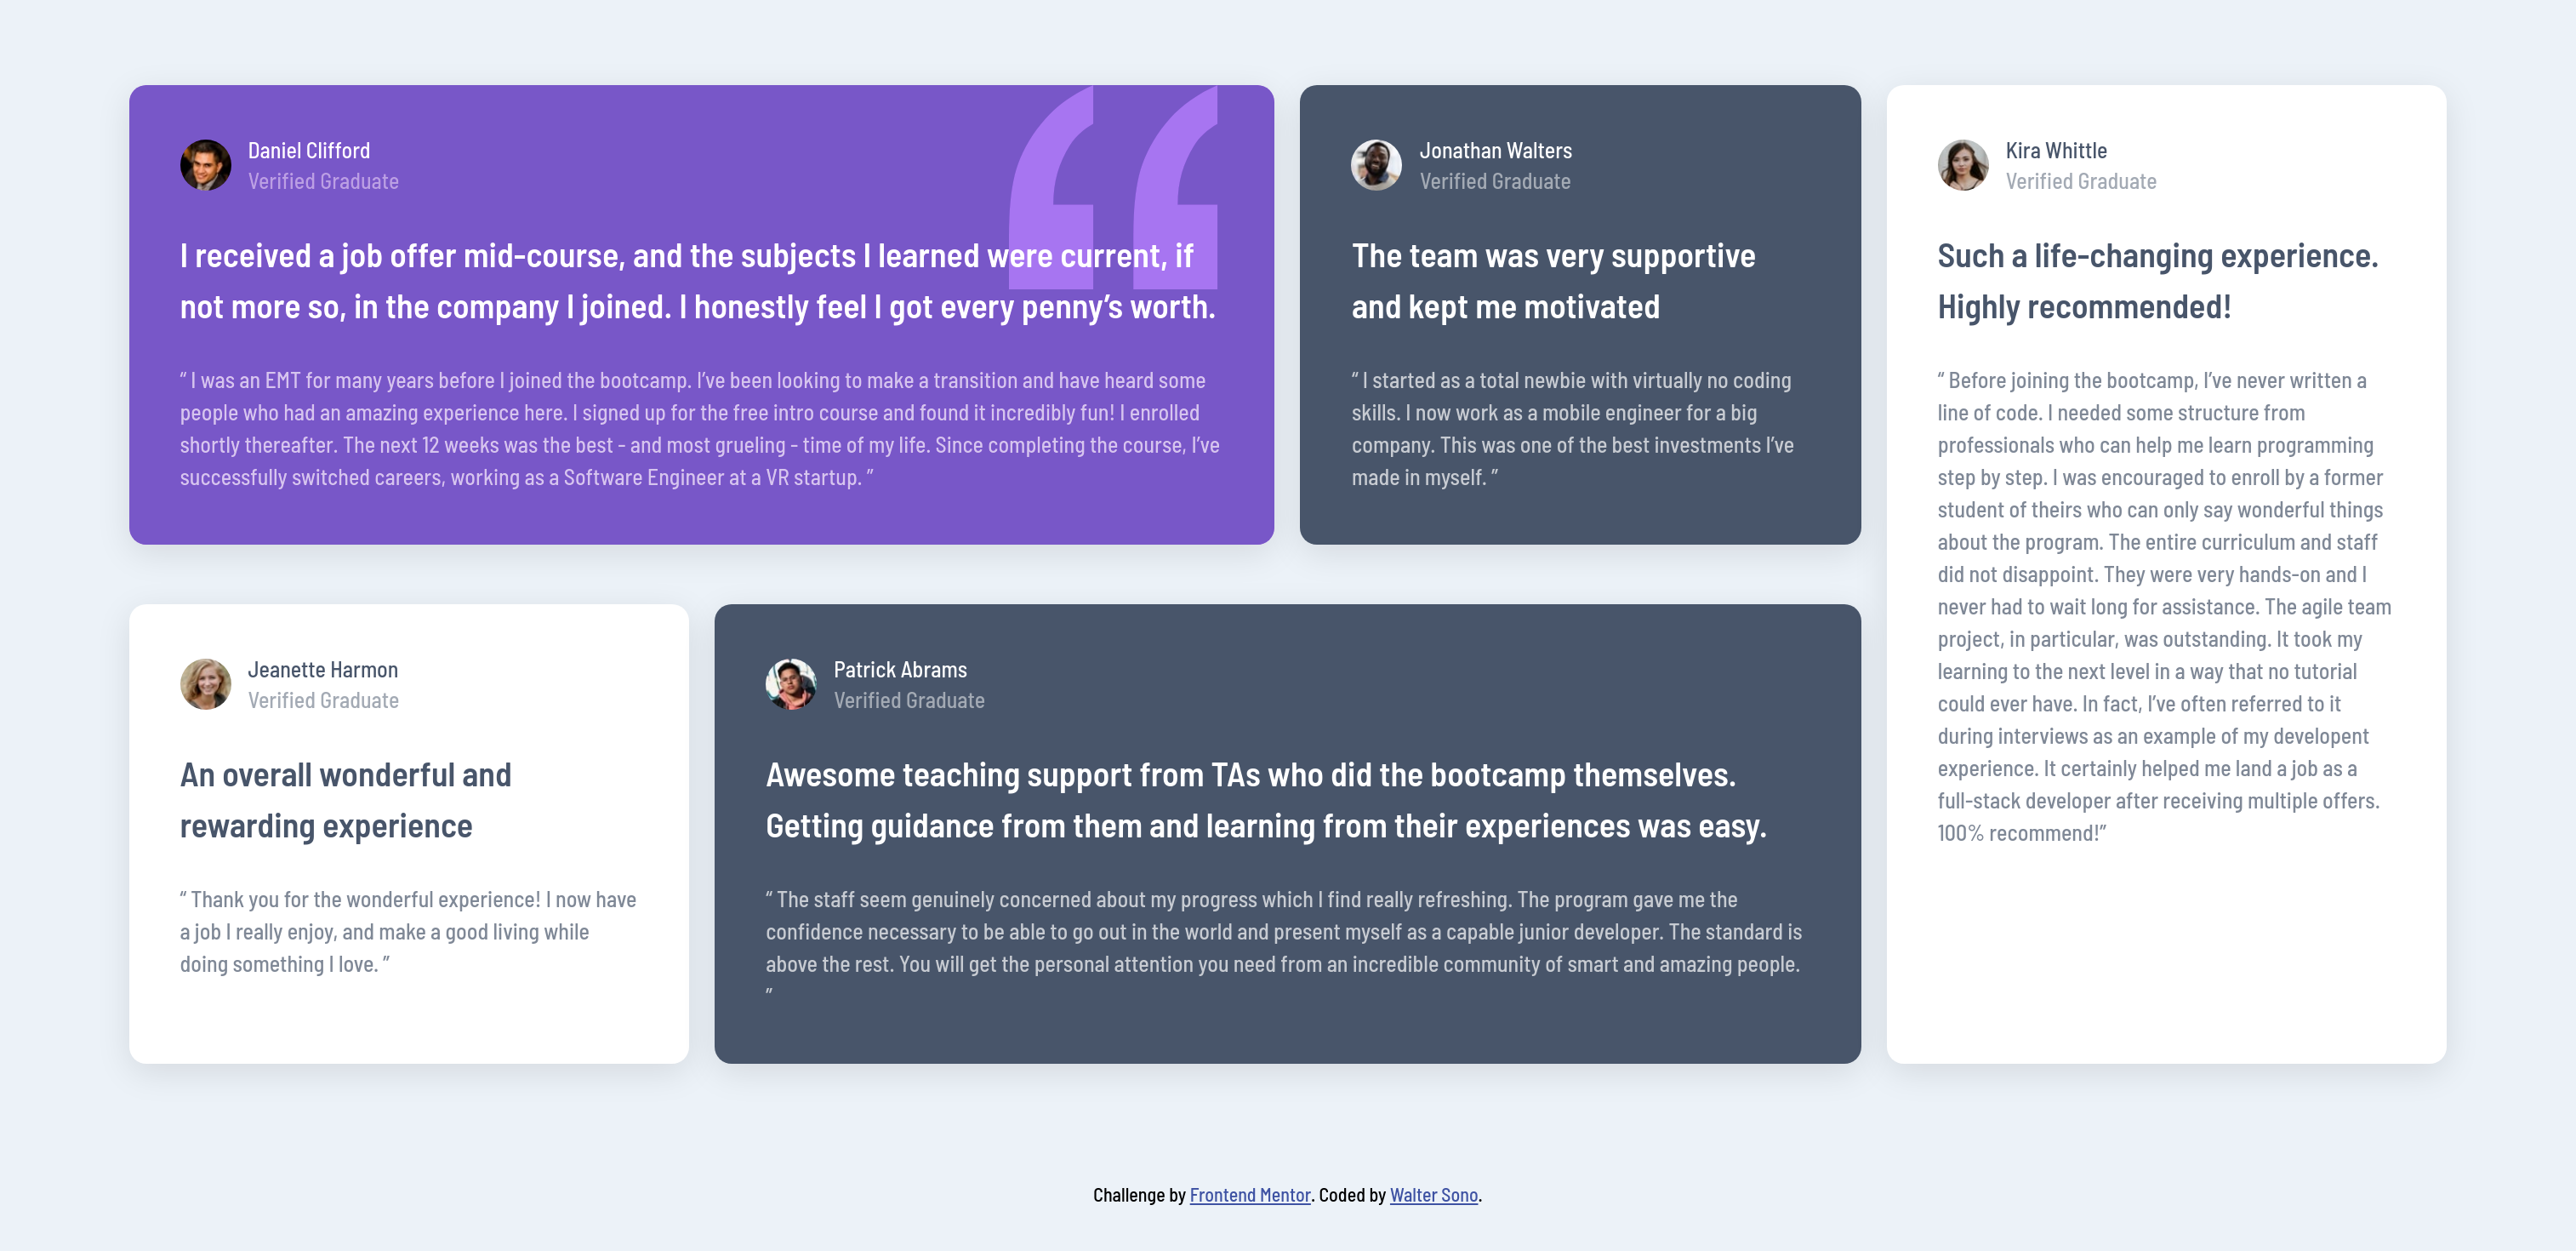 Daniel Clifford
Verified Graduate
I received a job offer mid-course, and the subjects I learned were current, if
not more so, in the company I joined. I honestly feel I got every penny’s worth.
“ I was an EMT for many years before I joined the bootcamp. I’ve been looking to make a transition and have heard some
people who had an amazing experience here. I signed up for the free intro course and found it incredibly fun! I enrolled
shortly thereafter. The next 12 weeks was the best - and most grueling - time of my life. Since completing the course, I’ve
successfully switched careers, working as a Software Engineer at a VR startup. ”
Jonathan Walters
Verified Graduate
The team was very supportive
and kept me motivated
“ I started as a total newbie with virtually no coding
skills. I now work as a mobile engineer for a big
company. This was one of the best investments I’ve
made in myself. ”
Kira Whittle
Verified Graduate
Such a life-changing experience.
Highly recommended!
“ Before joining the bootcamp, I’ve never written a
line of code. I needed some structure from
professionals who can help me learn programming
step by step. I was encouraged to enroll by a former
student of theirs who can only say wonderful things
about the program. The entire curriculum and staff
did not disappoint. They were very hands-on and I
never had to wait long for assistance. The agile team
project, in particular, was outstanding. It took my
learning to the next level in a way that no tutorial
could ever have. In fact, I’ve often referred to it
during interviews as an example of my developent
experience. It certainly helped me land a job as a
full-stack developer after receiving multiple offers.
100% recommend!”
Jeanette Harmon
Verified Graduate
An overall wonderful and
rewarding experience
“ Thank you for the wonderful experience! I now have
a job I really enjoy, and make a good living while
doing something I love. ”
Patrick Abrams
Verified Graduate
Awesome teaching support from TAs who did the bootcamp themselves.
Getting guidance from them and learning from their experiences was easy.
“ The staff seem genuinely concerned about my progress which I find really refreshing. The program gave me the
confidence necessary to be able to go out in the world and present myself as a capable junior developer. The standard is
above the rest. You will get the personal attention you need from an incredible community of smart and amazing people.
”
Challenge by Frontend Mentor. Coded by Walter Sono.